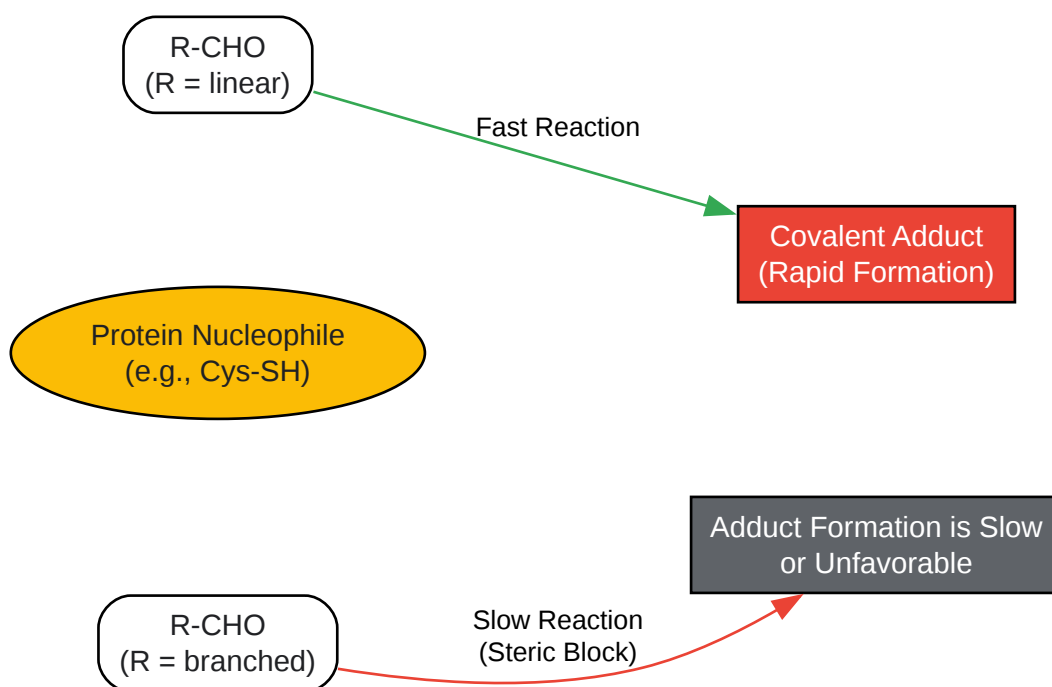 R-CHO
(R = linear)
Fast Reaction
Covalent Adduct
(Rapid Formation)
Protein Nucleophile
(e.g., Cys-SH)
Adduct Formation is Slow
or Unfavorable
R-CHO
(R = branched)
Slow Reaction
(Steric Block)